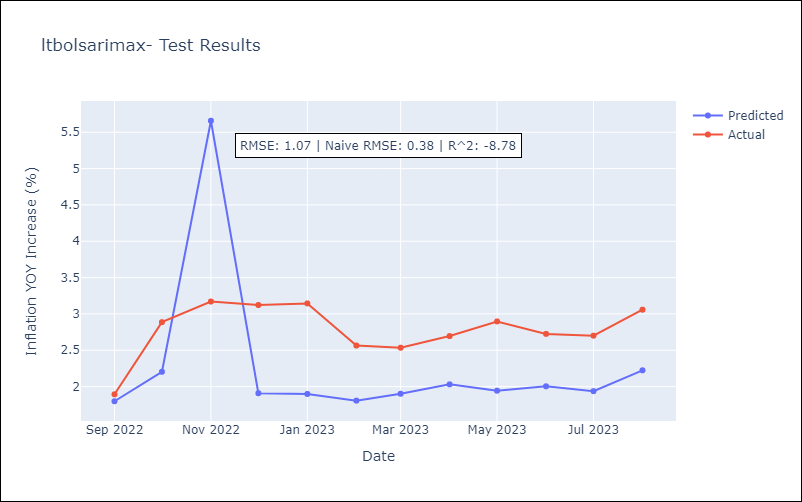 ltbolsarimax- Test Results
Predicted
Actual
RMSE: 1.07 | Naive RMSE: 0.38 | R^2: -8.78
Inflation YOY Increase (%)
5.5
5
4.5
4
3.5
3
2.5
2
Sep 2022
Nov 2022
Jan 2023
Mar 2023
May 2023
Jul 2023
Date